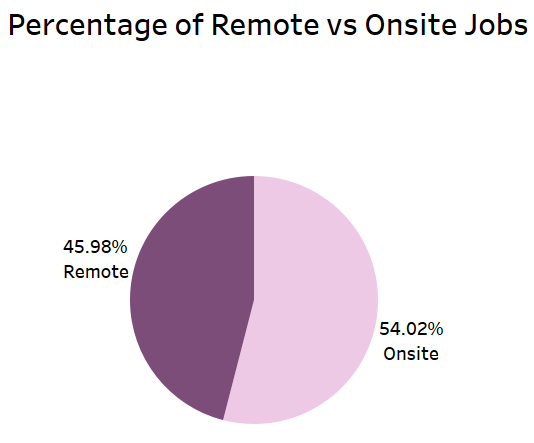 Percentage of Remote vs Onsite Jobs
45.98%
Remote
54.02%
Onsite